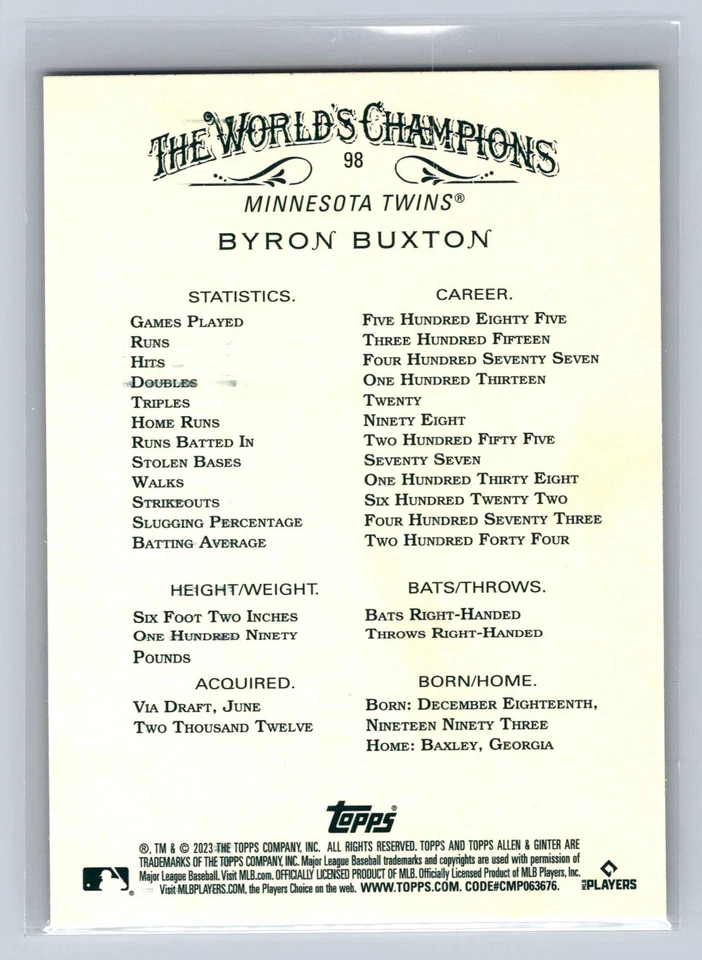 THE WORLD'S CHAMPIONS
98
MINNESOTA TWINS®
BYRON BUXTON
STATISTICS.
GAMES PLAYED
RUNS
HITS
DOUBLES
TRIPLES
HOME RUNS
RUNS BATTED IN
STOLEN BASES
WALKS
STRIKEOUTS
SLUGGING PERCENTAGE
BATTING AVERAGE
CAREER.
FIVE HUNDRED EIGHTY FIVE
THREE HUNDRED FIFTEEN
FOUR HUNDRED SEVENTY SEVEN
ONE HUNDRED THIRTEEN
TWENTY
NINETY EIGHT
TWO HUNDRED FIFTY FIVE
SEVENTY SEVEN
ONE HUNDRED THIRTY EIGHT
SIX HUNDRED TWENTY TWO
FOUR HUNDRED SEVENTY THREE
TWO HUNDRED FORTY FOUR
HEIGHT/WEIGHT.
SIX FOOT TWO INCHES
ONE HUNDRED NINETY
POUNDS
BATS/THROWS.
BATS RIGHT-HANDED
THROWS RIGHT-HANDED
ACQUIRED.
VIA DRAFT, JUNE
TWO THOUSAND TWELVE
BORN/HOME.
BORN: DECEMBER EIGHTEENTH,
NINETEEN NINETY THREE
HOME: BAXLEY, GEORGIA
Topps®
®, TM & © 2023 THE TOPPS COMPANY, INC. ALL RIGHTS RESERVED. TOPPS AND TOPPS ALLEN & GINTER ARE
TRADEMARKS OF THE TOPPS COMPANY, INC. Major League Baseball trademarks and copyrights are used with permission of
Major League Baseball. Visit MLB.com. OFFICIALLY LICENSED PRODUCT OF MLB. Officially Licensed Product of MLB Players, Inc.
Visit MLBPLAYERS.COM, the Players Choice on the web. WWW.TOPPS.COM. CODE#CMP063676.
MLB PLAYERS